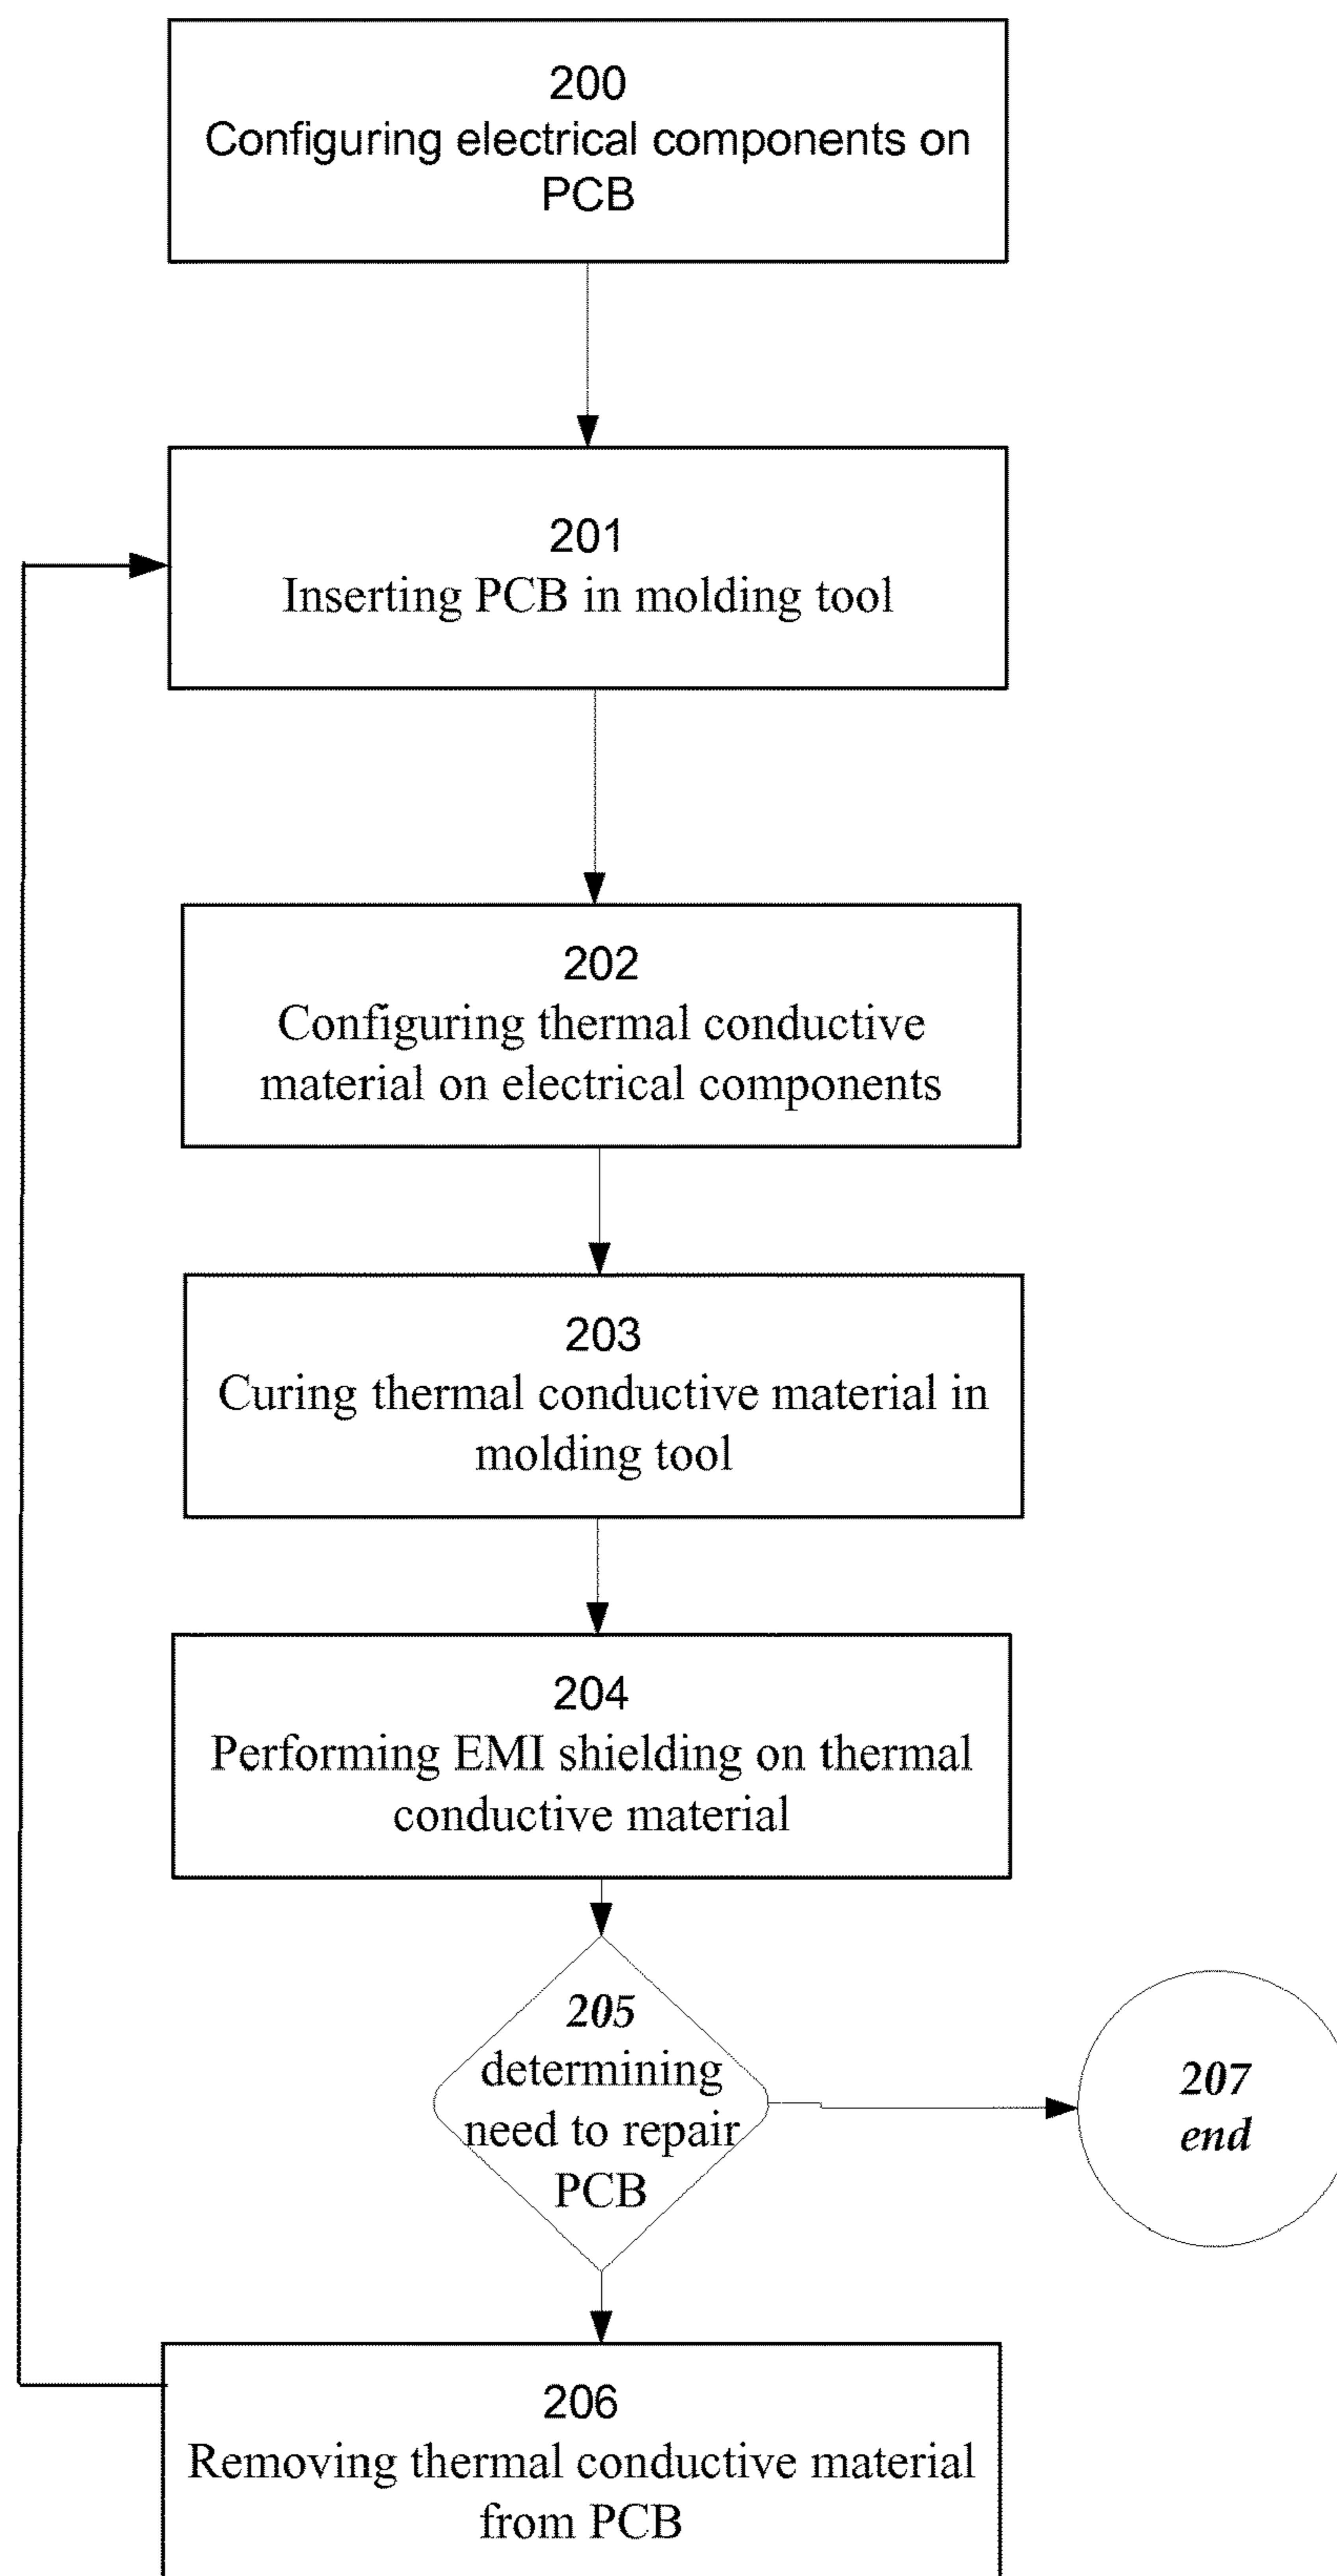 200
Configuring electrical components on
PCB
201
Inserting PCB in molding tool
202
Configuring thermal conductive
material on electrical components
203
Curing thermal conductive material in
molding tool
204
Performing EMI shielding on thermal
conductive material
205
determining
need to repair
PCB
207
end
206
Removing thermal conductive material
from PCB